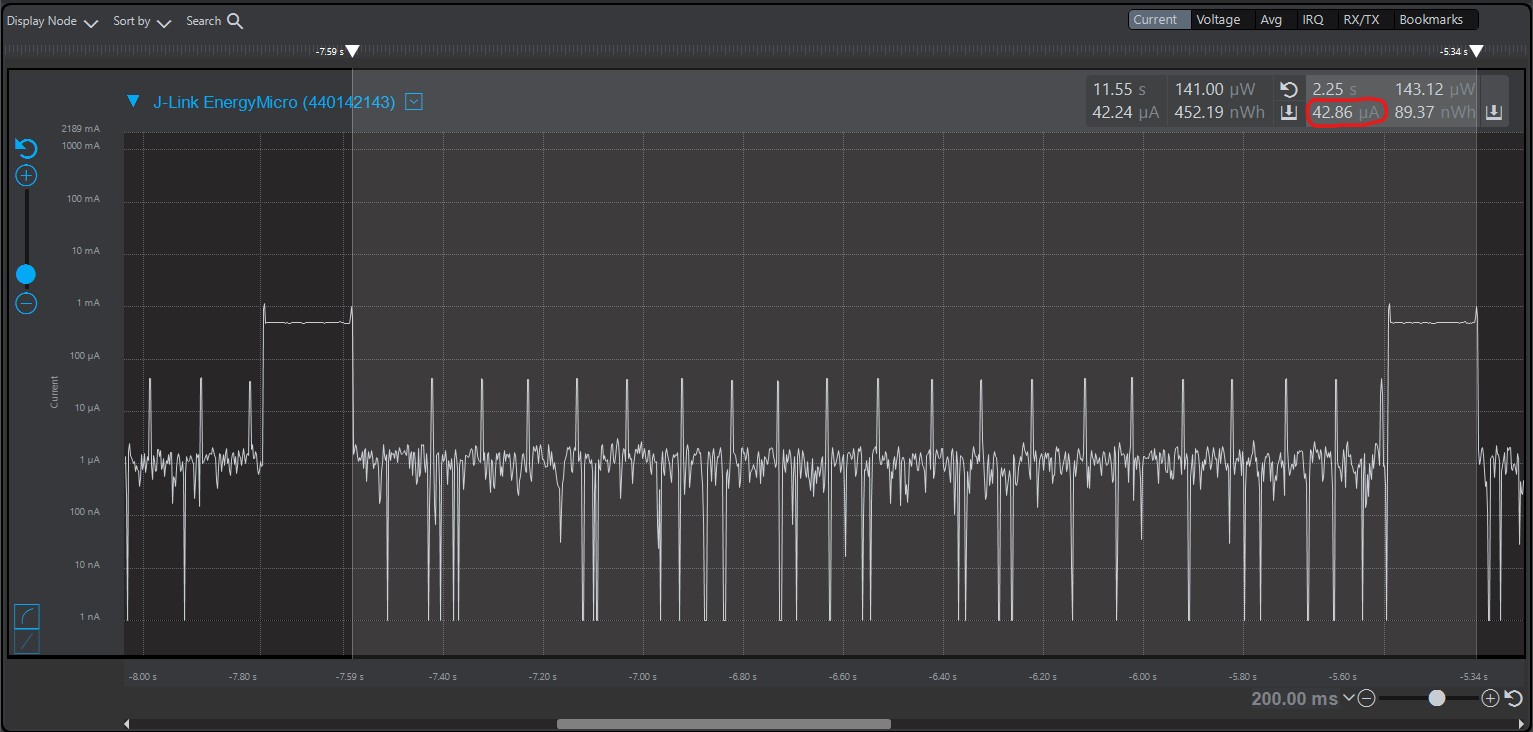 Display Node Sort by Search Current Voltage Avg IRQ RX/TX Bookmarks
-7.59 s -5.34 s
J-Link EnergyMicro (440142143)
11.55 s 141.00 µW 2.25 s 143.12 µW
42.24 µA 452.19 nWh 42.86 µA 89.37 nWh
2189 mA
1000 mA
100 mA
10 mA
1 mA
100 µA
10 µA
1 µA
100 nA
10 nA
1 nA
Current
-8.00 s -7.80 s -7.59 s -7.40 s -7.20 s -7.00 s -6.80 s -6.60 s -6.40 s -6.20 s -6.00 s -5.80 s -5.60 s -5.34 s
200.00 ms